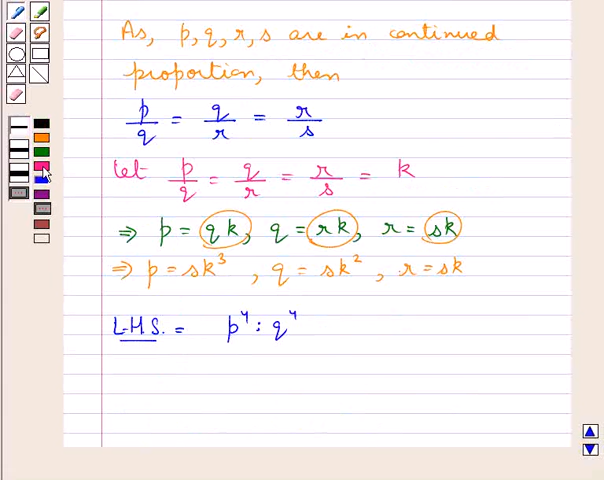 As, p, q, r, s are in continued
proportion, then
p/q = q/r = r/s
Let p/q = q/r = r/s = k
⇒ p = qk, q = rk, r = sk
⇒ p = sk³, q = sk², r = sk
L.H.S. = p⁴ : q⁴